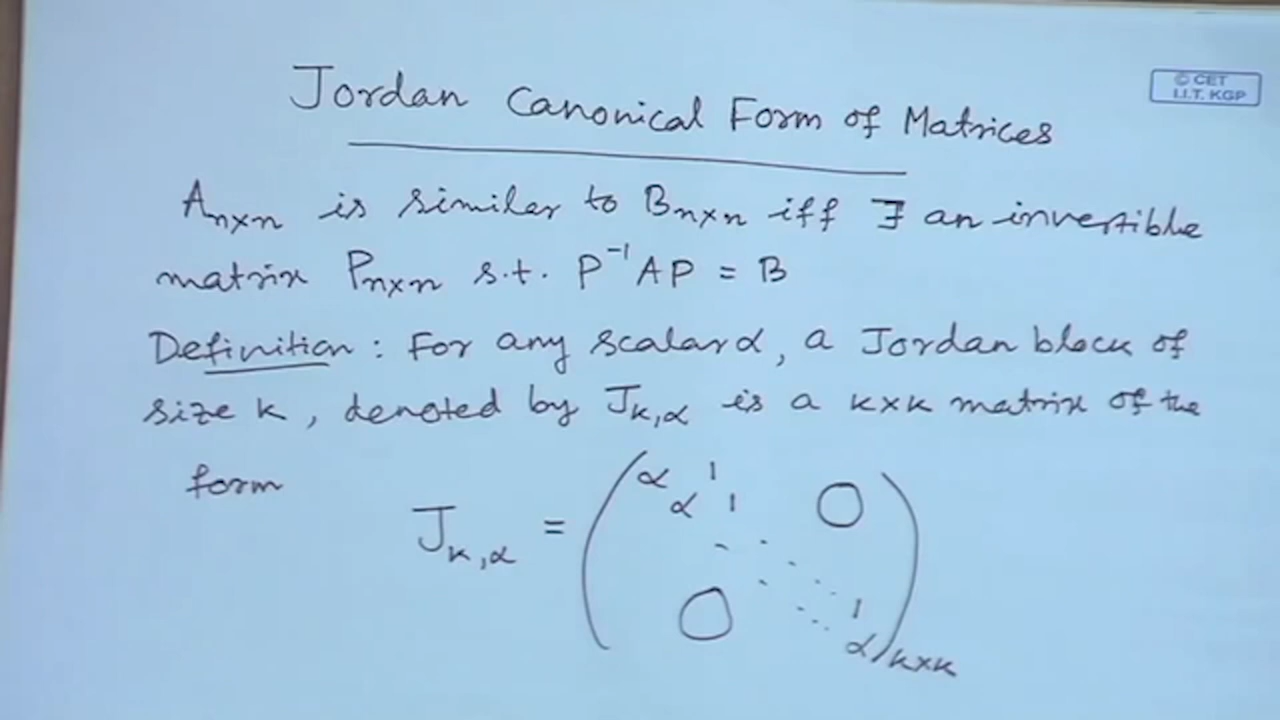 © CET
I.I.T. KGP
Jordan Canonical Form of Matrices
Aₙₓₙ is similar to Bₙₓₙ iff ∃ an invertible
matrix Pₙₓₙ s.t. P⁻¹AP = B
Definition : For any scalar α, a Jordan block of
size k, denoted by J_{k,α} is a k×k matrix of the
form
J_{k,α} = ( α 1 0
α 1
⋱ ⋱
0 1
α )_{k×k}